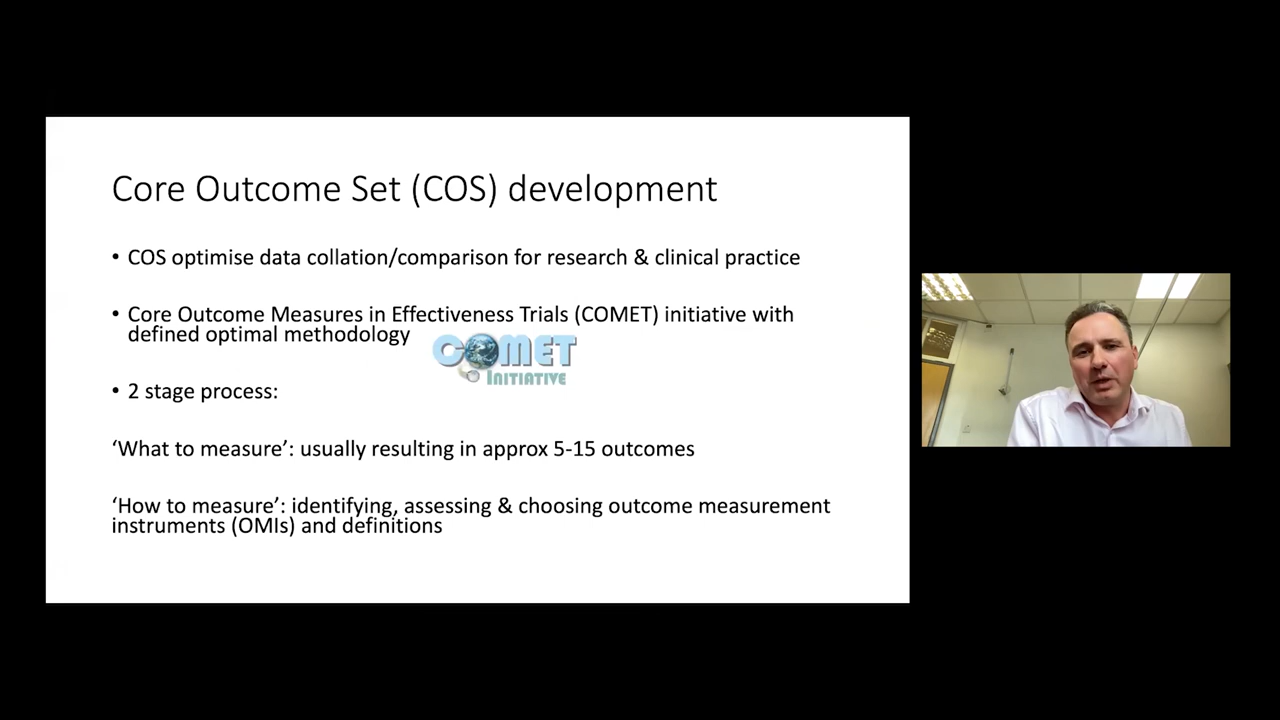 Core Outcome Set (COS) development
• COS optimise data collation/comparison for research & clinical practice
• Core Outcome Measures in Effectiveness Trials (COMET) initiative with
defined optimal methodology
COMET
INITIATIVE
• 2 stage process:
‘What to measure’: usually resulting in approx 5-15 outcomes
‘How to measure’: identifying, assessing & choosing outcome measurement
instruments (OMIs) and definitions